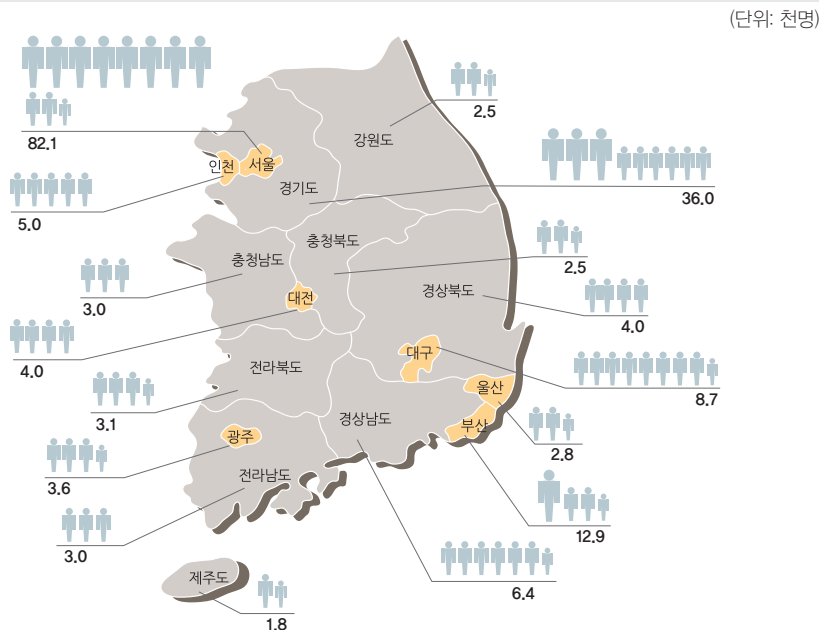 (단위: 천명)
82.1
2.5
강원도
인천
서울
경기도
36.0
5.0
충청북도
2.5
충청남도
3.0
대전
경상북도
4.0
4.0
대구
8.7
전라북도
3.1
울산
2.8
경상남도
부산
12.9
광주
3.6
전라남도
3.0
6.4
제주도
1.8